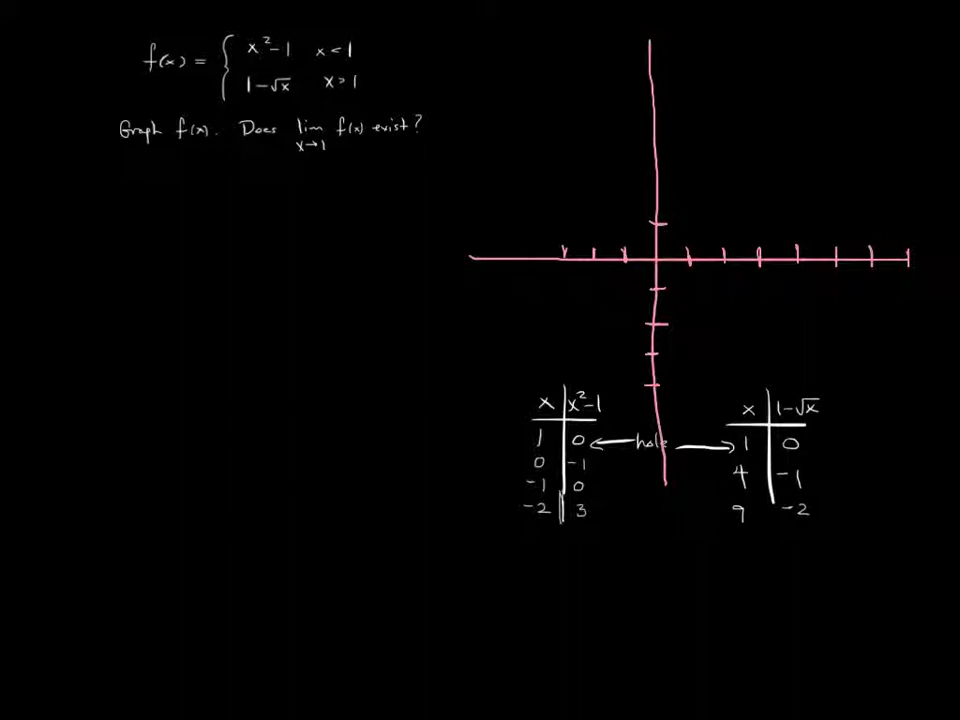 f(x) = { x²-1 x<1
1-√x x>1
Graph f(x). Does lim f(x) exist?
x→1
x x²-1
1 0
0 -1
-1 0
-2 3
hole
x 1-√x
1 0
4 -1
9 -2